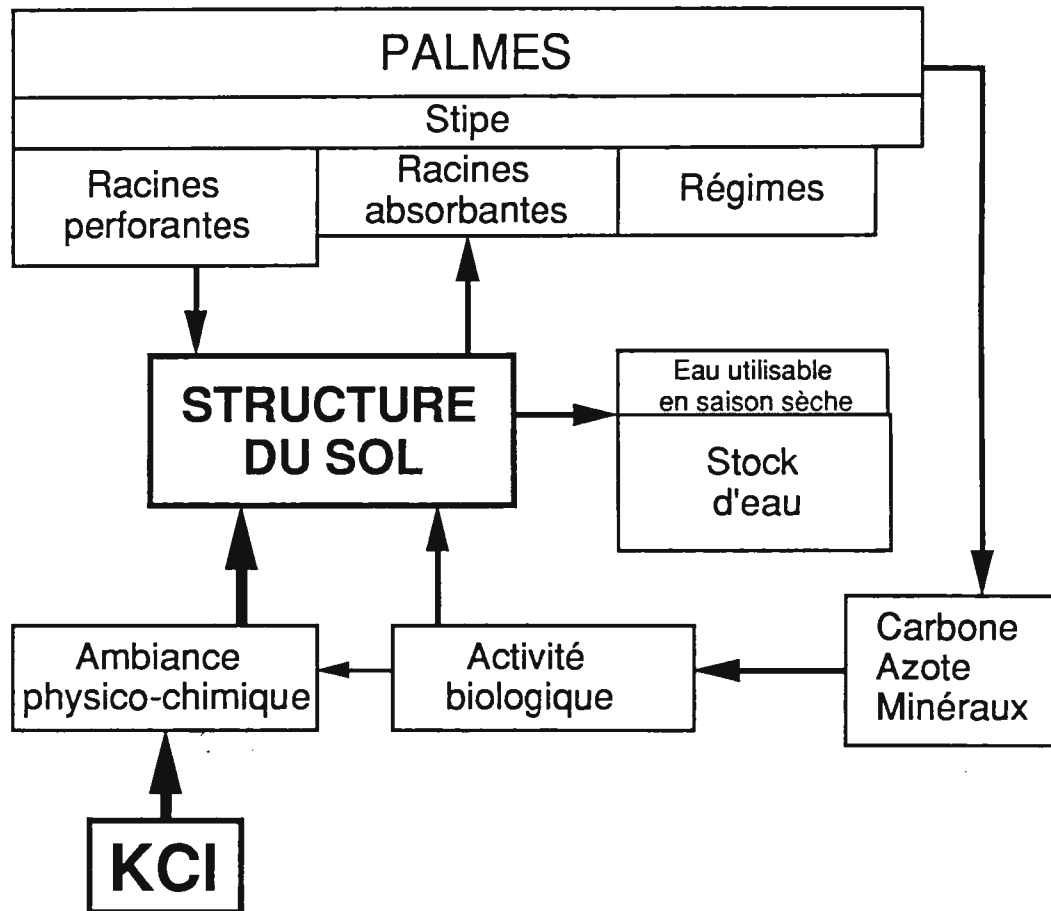 PALMES
Stipe
Racines
perforantes
Racines
absorbantes
Régimes
STRUCTURE
DU SOL
Eau utilisable
en saison sèche
Stock
d'eau
Ambiance
physico-chimique
Activité
biologique
Carbone
Azote
Minéraux
KCl